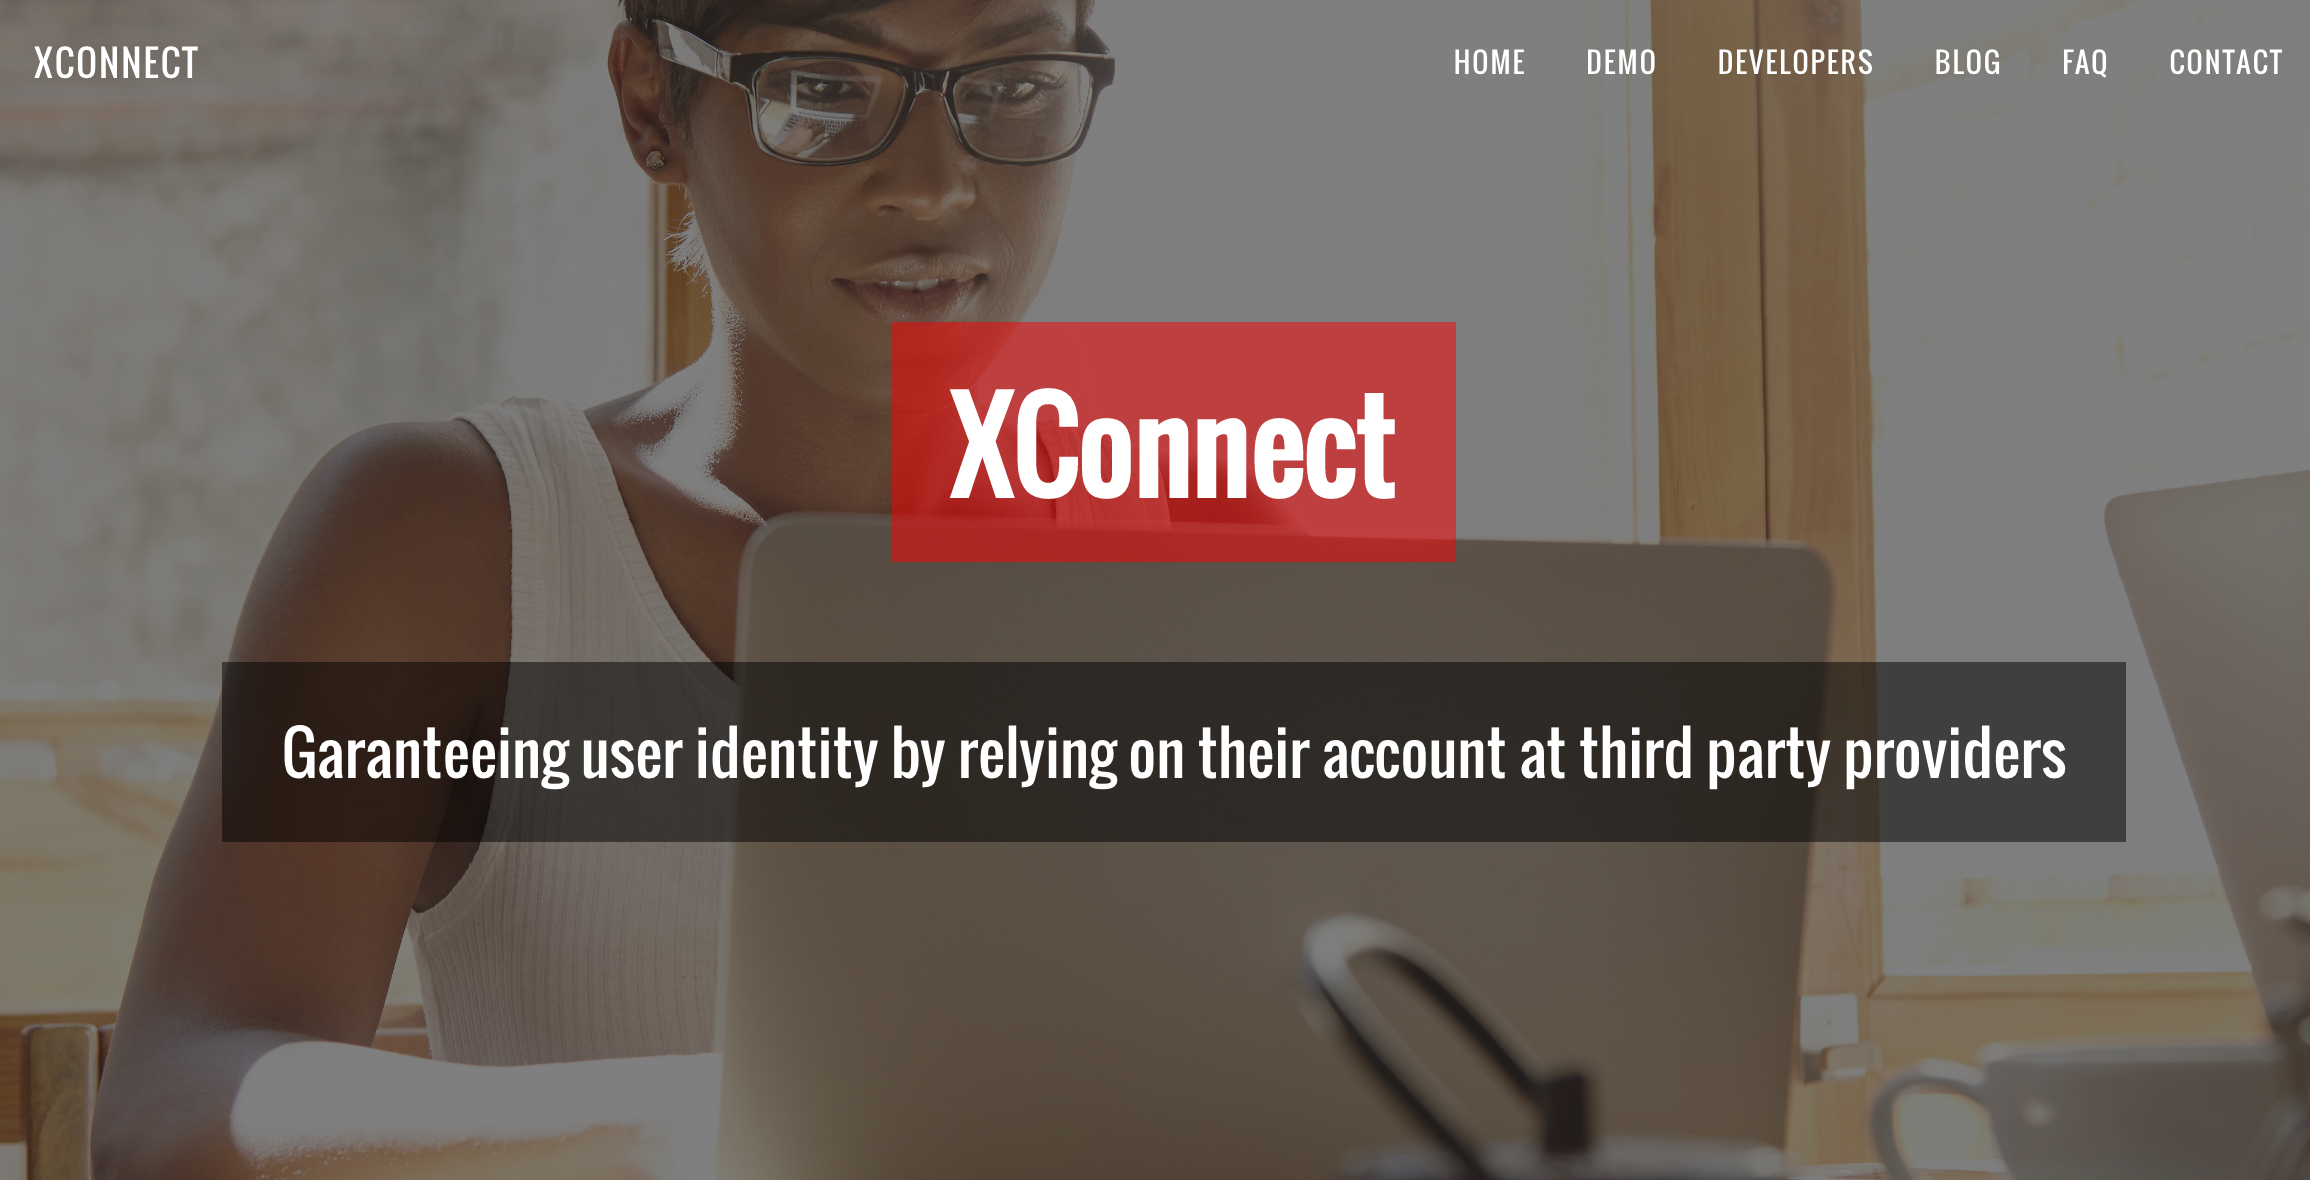 XCONNECT
HOME DEMO DEVELOPERS BLOG FAQ CONTACT
XConnect
Garanteeing user identity by relying on their account at third party providers